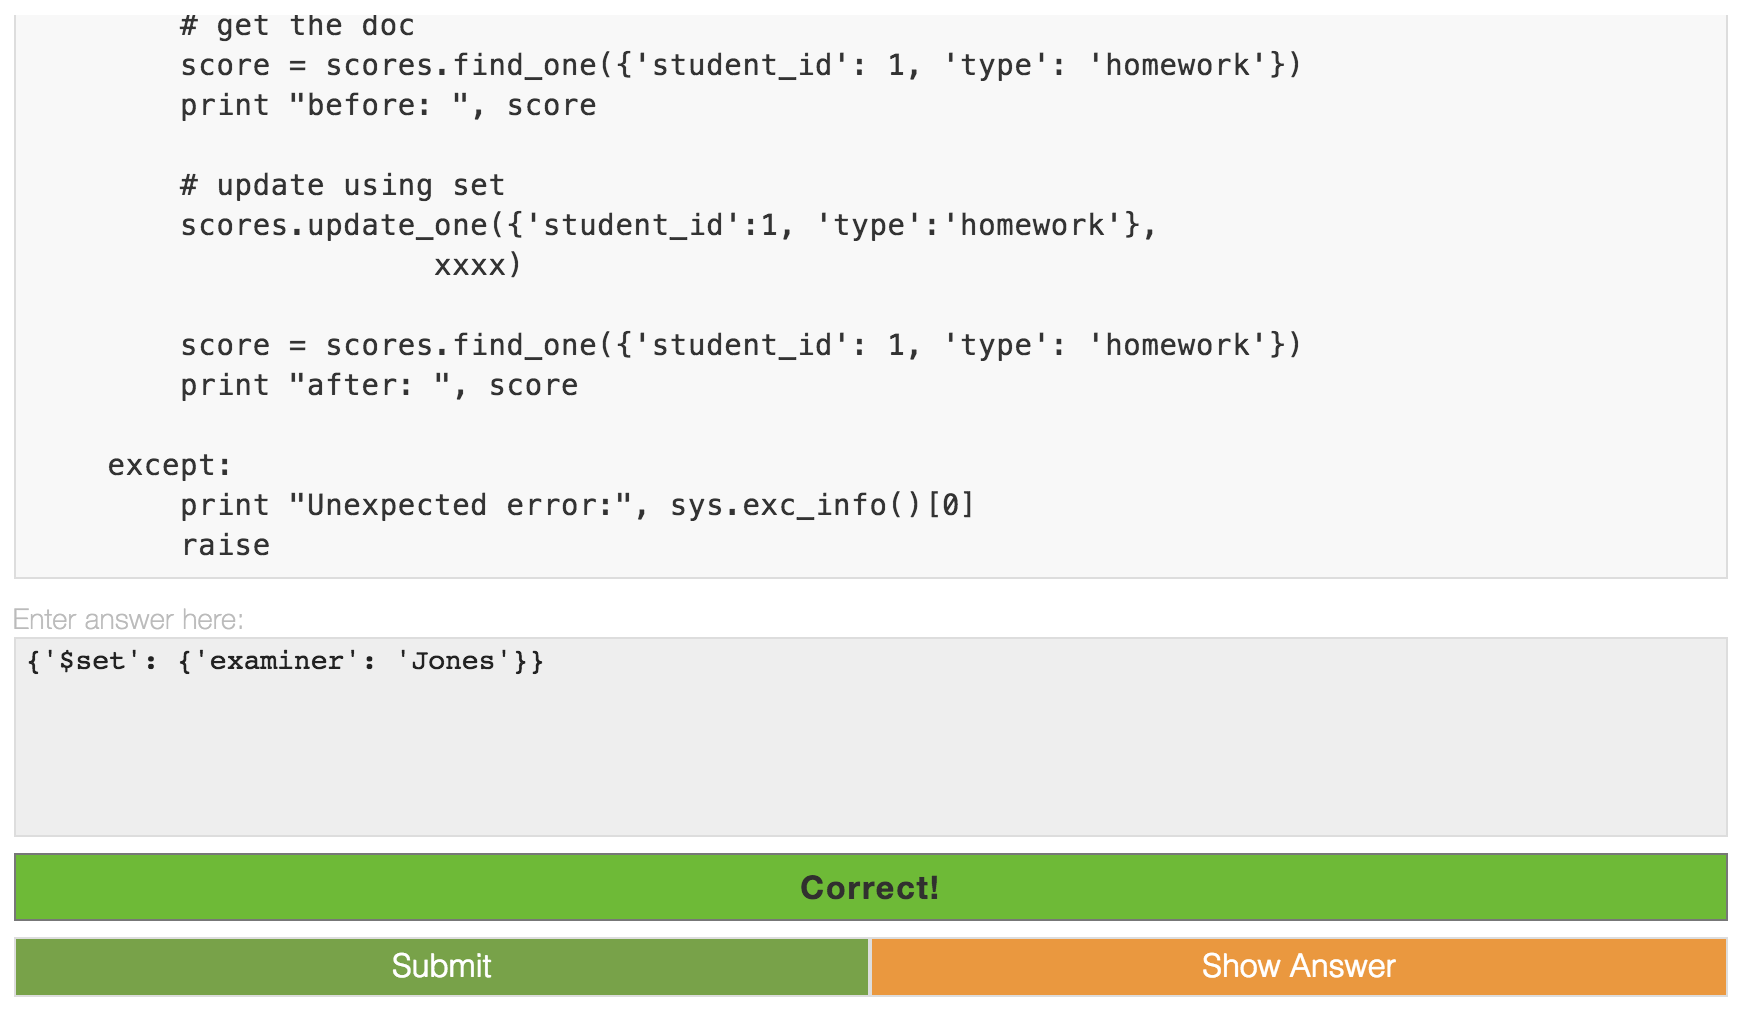 # get the doc
score = scores.find_one({'student_id': 1, 'type': 'homework'})
print "before: ", score
# update using set
scores.update_one({'student_id':1, 'type':'homework'},
xxxx)
score = scores.find_one({'student_id': 1, 'type': 'homework'})
print "after: ", score
except:
print "Unexpected error:", sys.exc_info()[0]
raise
Enter answer here:
{'$set': {'examiner': 'Jones'}}
Correct!
Submit
Show Answer